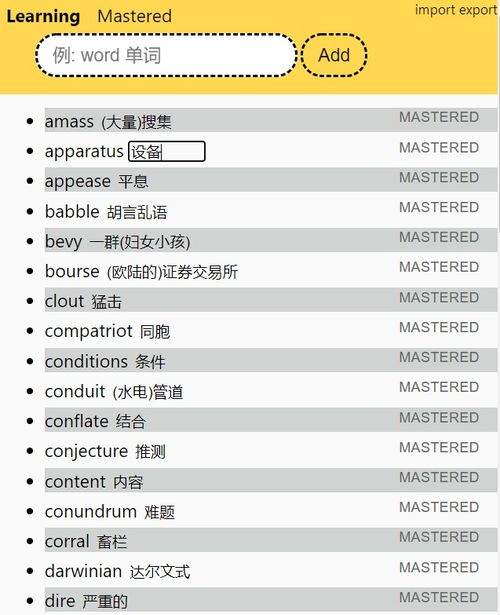 Learning Mastered import export
例: word 单词 Add
amass (大量)搜集 MASTERED
apparatus 设备 MASTERED
appease 平息 MASTERED
babble 胡言乱语 MASTERED
bevy 一群(妇女小孩) MASTERED
bourse (欧陆的)证券交易所 MASTERED
clout 猛击 MASTERED
compatriot 同胞 MASTERED
conditions 条件 MASTERED
conduit (水电)管道 MASTERED
conflate 结合 MASTERED
conjecture 推测 MASTERED
content 内容 MASTERED
conundrum 难题 MASTERED
corral 畜栏 MASTERED
darwinian 达尔文式 MASTERED
dire 严重的 MASTERED